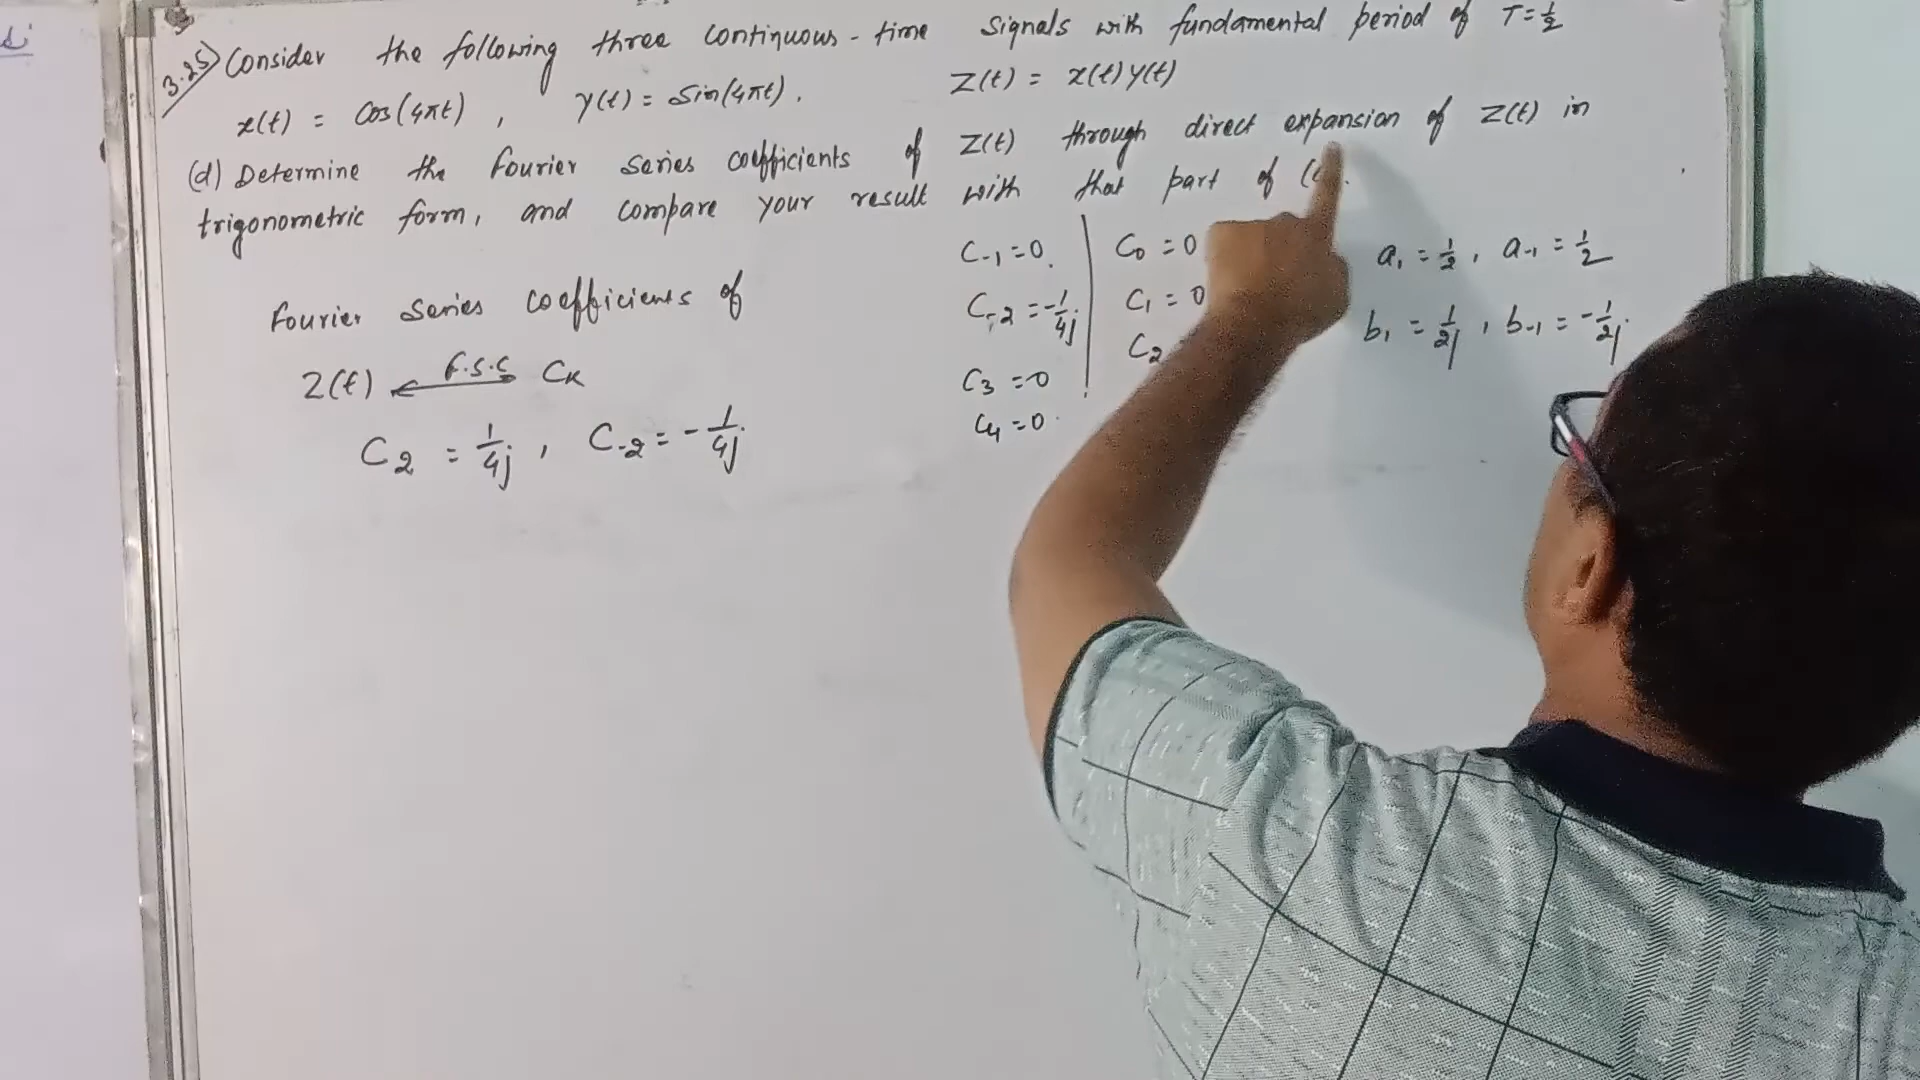 3.25) Consider the following three continuous-time signals with fundamental period of T=1/2
x(t) = Cos(4πt), y(t) = Sin(4πt). Z(t) = x(t)y(t)
(d) Determine the Fourier series coefficients of Z(t) through direct expansion of Z(t) in
trigonometric form, and compare your result with that part of
Fourier Series coefficients of
Z(t) F.S.C CK
C2 = 1/4j, C-2 = -1/4j
C-1 = 0
C-2 = -1/4j
C3 = 0
C4 = 0
C0 = 0
C1 = 0
C2
a1 = 1/2, a-1 = 1/2
b1 = 1/2j, b-1 = -1/2j